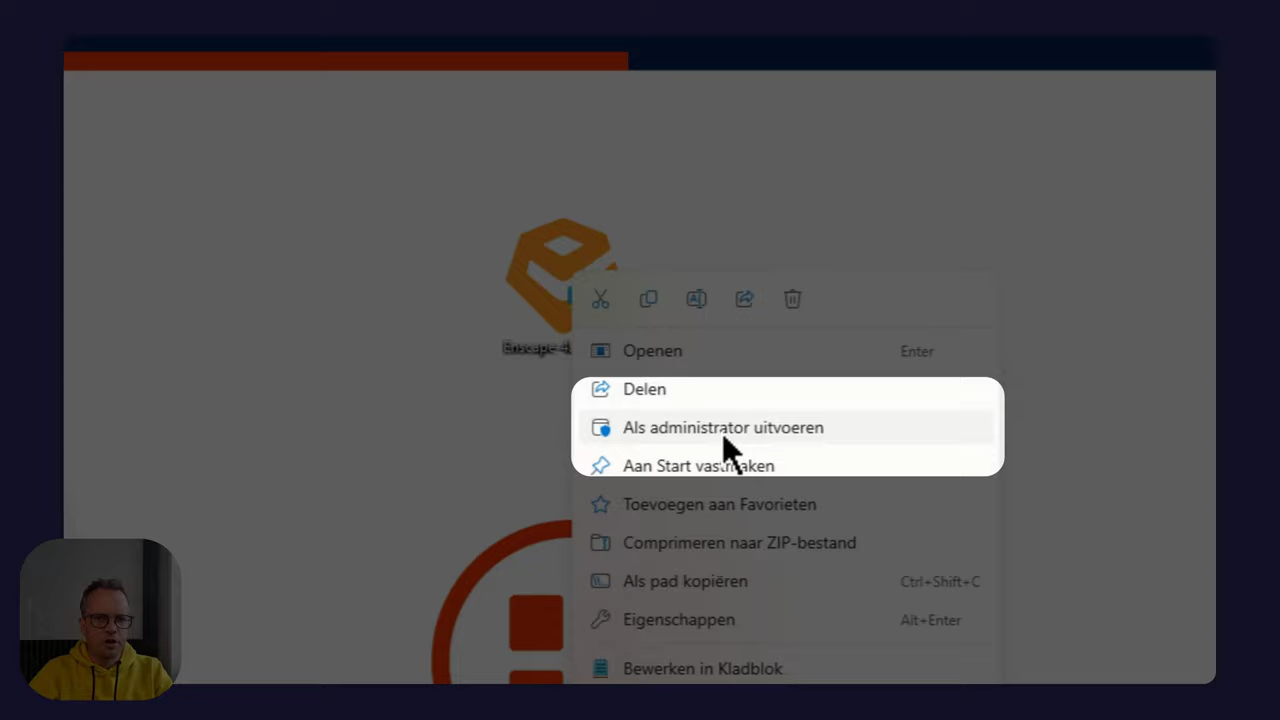 Enscape
Openen Enter
Delen
Als administrator uitvoeren
Aan Start vastmaken
Toevoegen aan Favorieten
Comprimeren naar ZIP-bestand
Als pad kopiëren Ctrl+Shift+C
Eigenschappen Alt+Enter
Bewerken in Kladblok